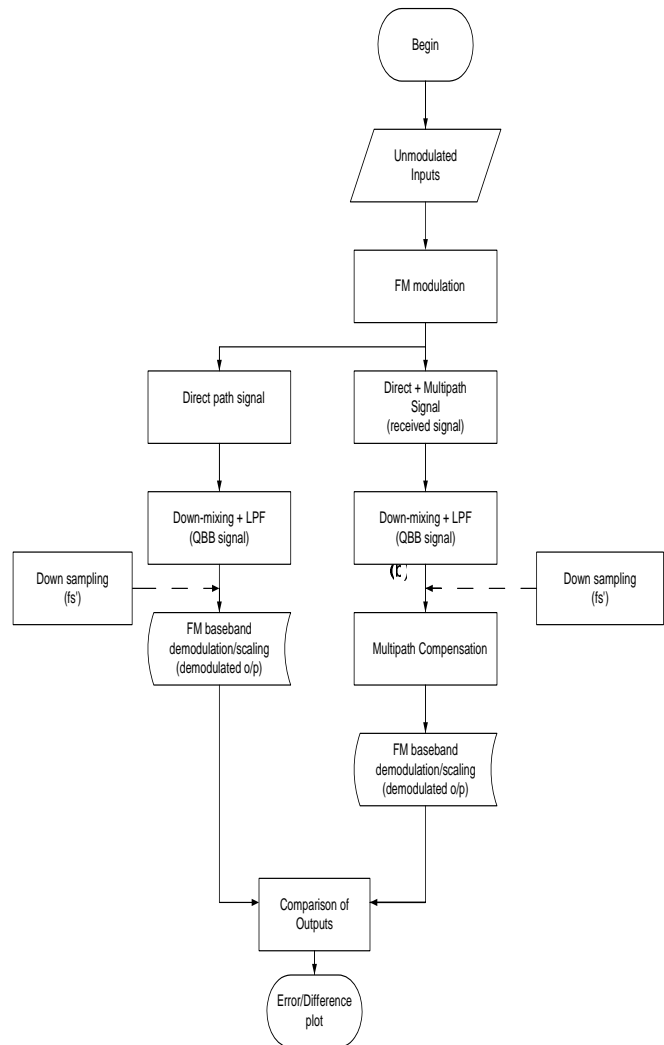 Begin
Unmodulated
Inputs
FM modulation
Direct path signal
Direct + Multipath
Signal
(received signal)
Down-mixing + LPF
(QBB signal)
Down-mixing + LPF
(QBB signal)
Down sampling
(fs')
Down sampling
(fs')
FM baseband
demodulation/scaling
(demodulated o/p)
Multipath Compensation
FM baseband
demodulation/scaling
(demodulated o/p)
Comparison of
Outputs
Error/Difference
plot